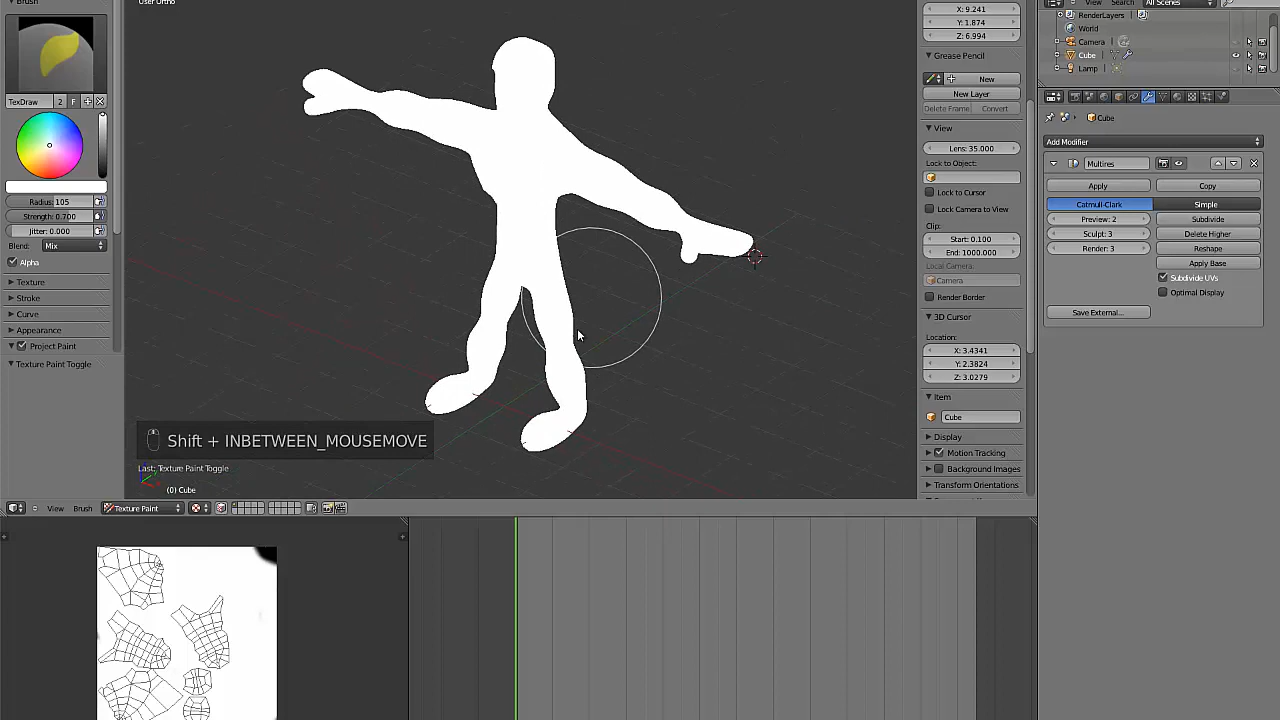 Brush
TexDraw
2
F
Radius: 105
Strength: 0.700
Jitter: 0.000
Blend:
Mix
Alpha
Texture
Stroke
Curve
Appearance
Project Paint
Texture Paint Toggle
User Ortho
Shift + INBETWEEN_MOUSEMOVE
Last: Texture Paint Toggle
(0) Cube
View
Brush
Texture Paint
X: 9.241
Y: 1.874
Z: 6.994
Grease Pencil
New
New Layer
Delete Frame
Convert
View
Lens: 35.000
Lock to Object:
Lock to Cursor
Lock Camera to View
Clip:
Start: 0.100
End: 1000.000
Local Camera:
Camera
Render Border
3D Cursor
Location:
X: 3.4341
Y: 2.3824
Z: 3.0279
Item
Cube
Display
Motion Tracking
Background Images
Transform Orientations
View
Search
All Scenes
RenderLayers
World
Camera
Cube
Lamp
Cube
Add Modifier
Multires
Apply
Copy
Catmull-Clark
Simple
Preview: 2
Subdivide
Sculpt: 3
Delete Higher
Render: 3
Reshape
Apply Base
Subdivide UVs
Optimal Display
Save External...